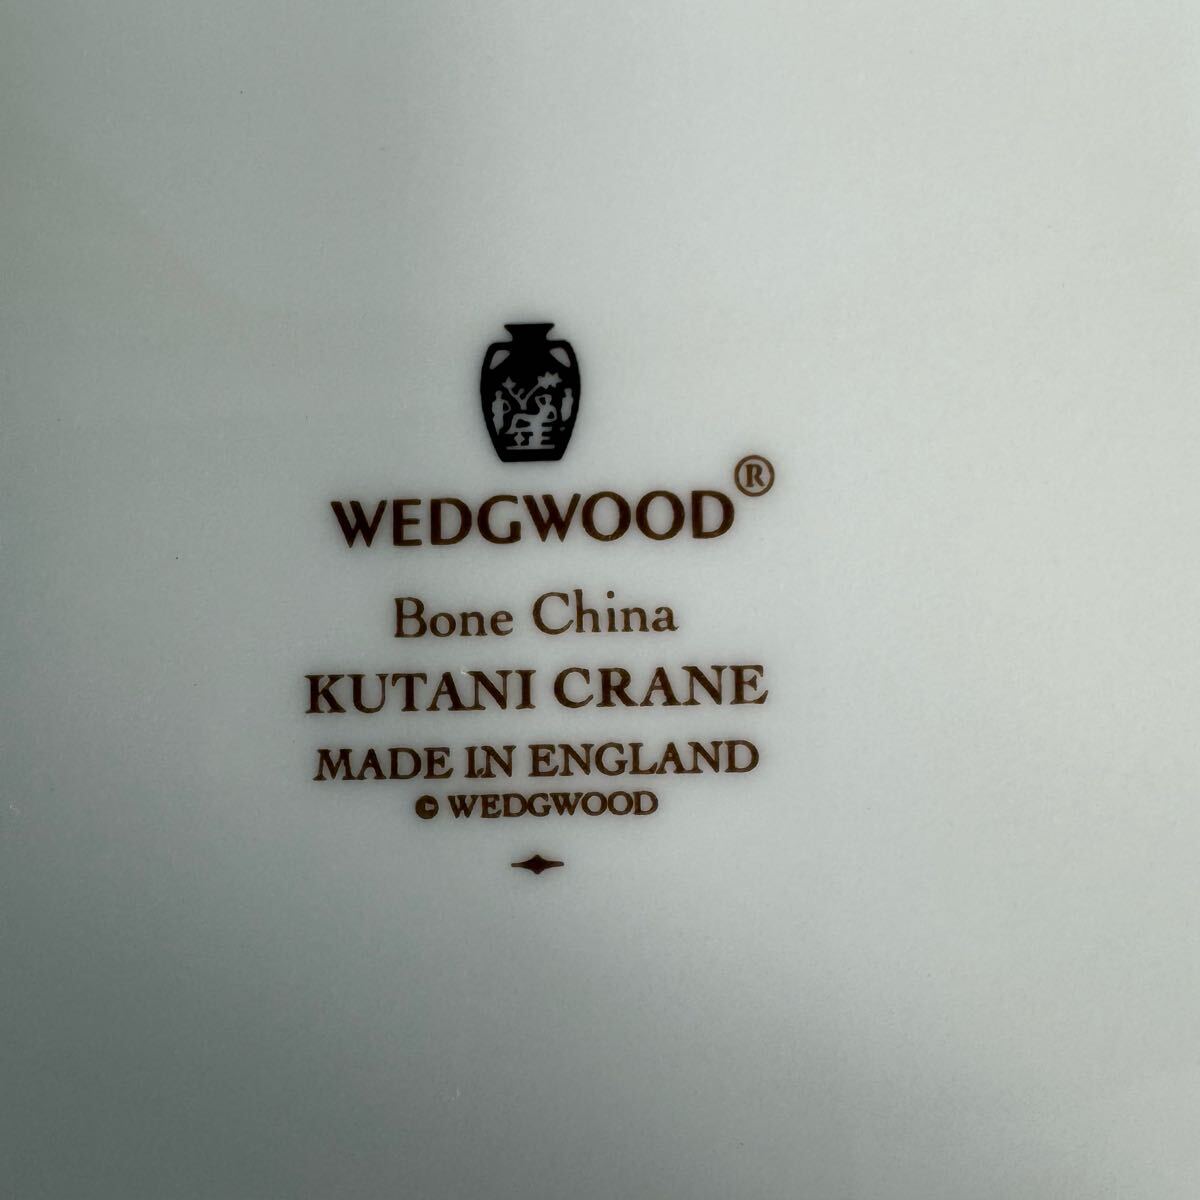 WEDGWOOD®
Bone China
KUTANI CRANE
MADE IN ENGLAND
© WEDGWOOD